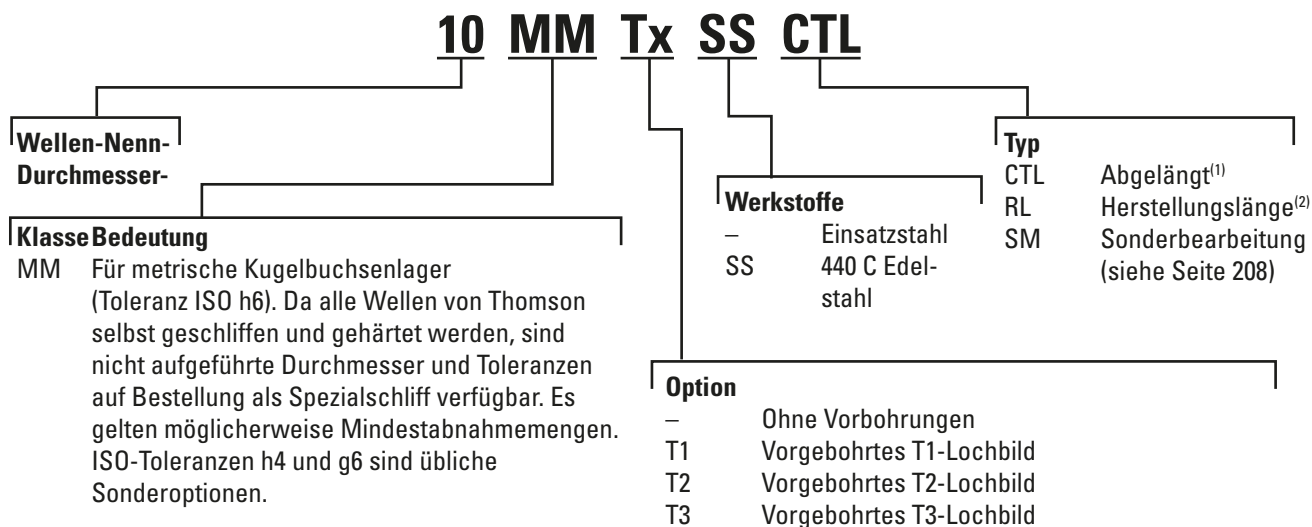 10 MM Tx SS CTL
Wellen-Nenn-
Durchmesser-
Klasse Bedeutung
MM Für metrische Kugelbuchsenlager
(Toleranz ISO h6). Da alle Wellen von Thomson
selbst geschliffen und gehärtet werden, sind
nicht aufgeführte Durchmesser und Toleranzen
auf Bestellung als Spezialschliff verfügbar. Es
gelten möglicherweise Mindestabnahmemengen.
ISO-Toleranzen h4 und g6 sind übliche
Sonderoptionen.
Option
– Ohne Vorbohrungen
T1 Vorgebohrtes T1-Lochbild
T2 Vorgebohrtes T2-Lochbild
T3 Vorgebohrtes T3-Lochbild
Werkstoffe
– Einsatzstahl
SS 440 C Edel-
stahl
Typ
CTL Abgelängt(1)
RL Herstellungslänge(2)
SM Sonderbearbeitung
(siehe Seite 208)